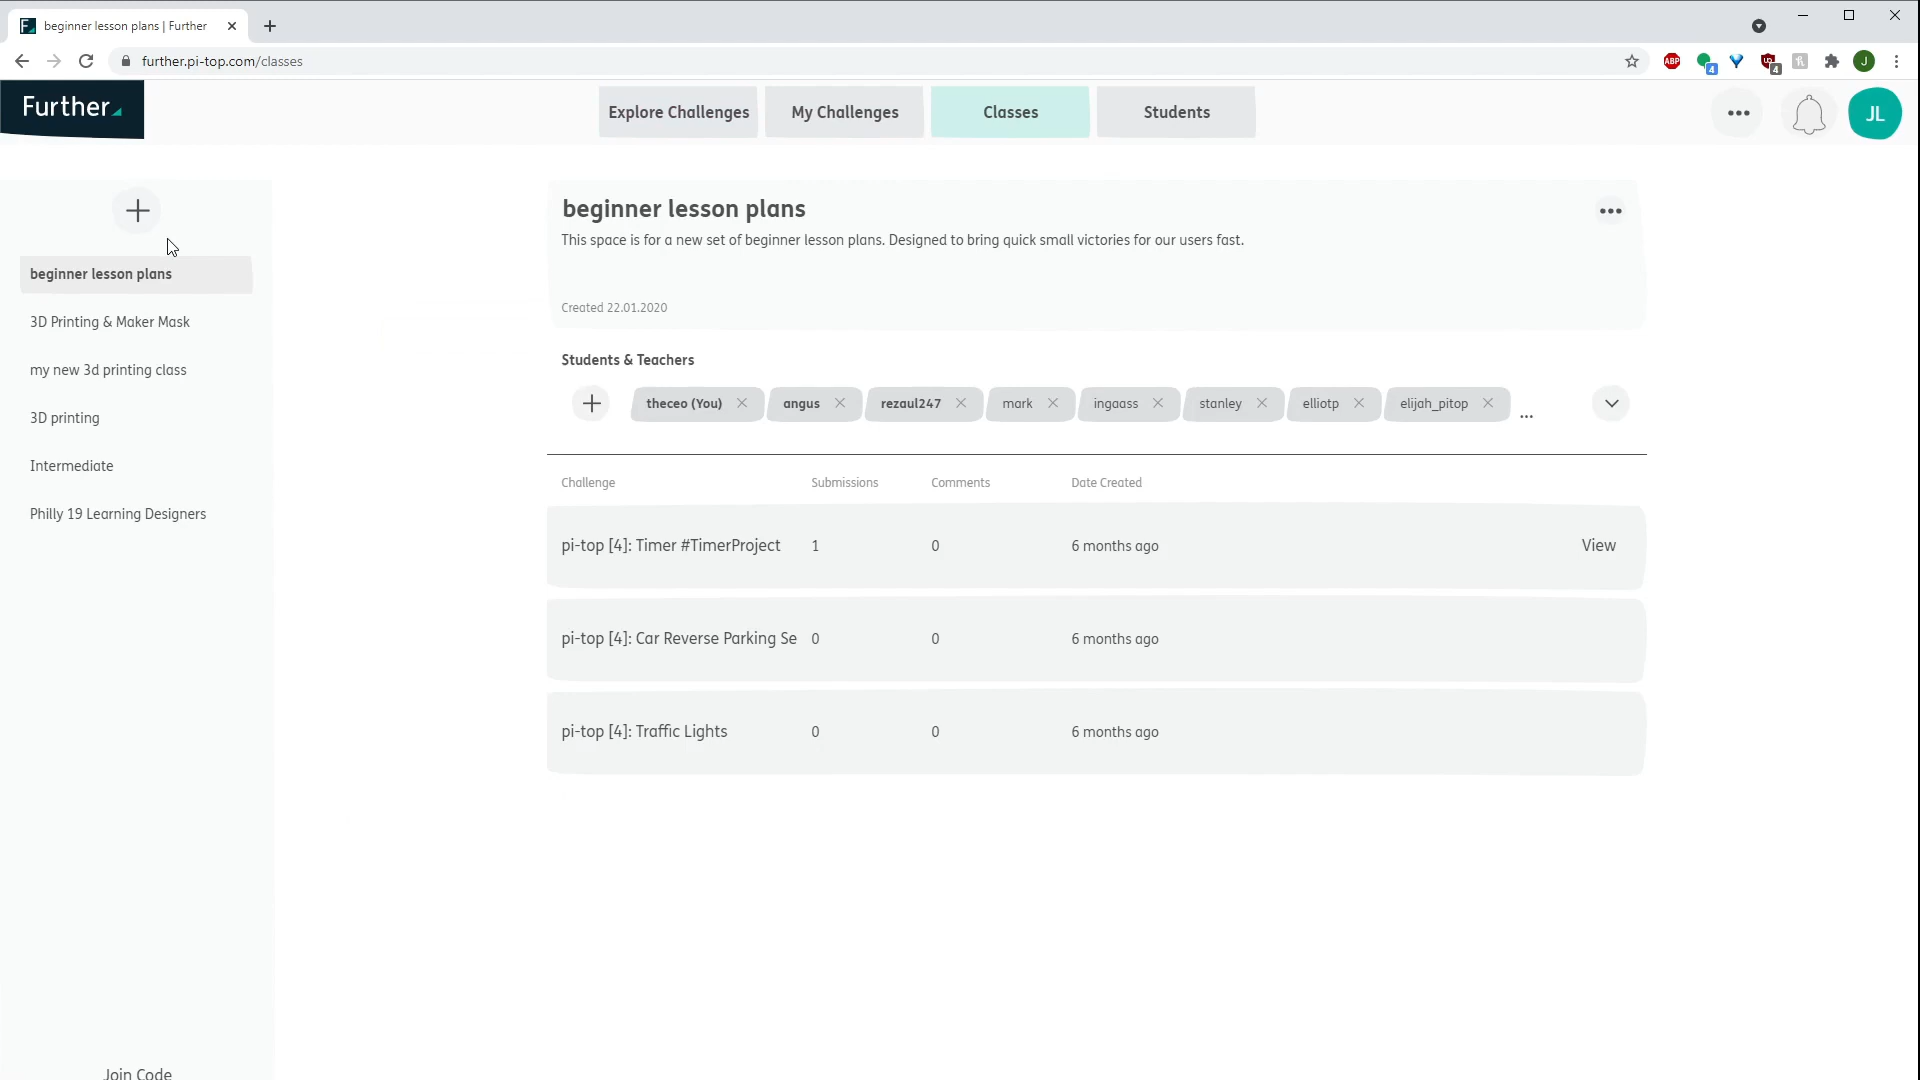 beginner lesson plans | Further
further.pi-top.com/classes
ABP
4
4
J
Further
Explore Challenges
My Challenges
Classes
Students
JL
beginner lesson plans
3D Printing & Maker Mask
my new 3d printing class
3D printing
Intermediate
Philly 19 Learning Designers
Join Code
beginner lesson plans
This space is for a new set of beginner lesson plans. Designed to bring quick small victories for our users fast.
Created 22.01.2020
Students & Teachers
theceo (You) angus rezaul247 mark ingaass stanley elliotp elijah_pitop ...
Challenge Submissions Comments Date Created
pi-top [4]: Timer #TimerProject 1 0 6 months ago View
pi-top [4]: Car Reverse Parking Se 0 0 6 months ago
pi-top [4]: Traffic Lights 0 0 6 months ago